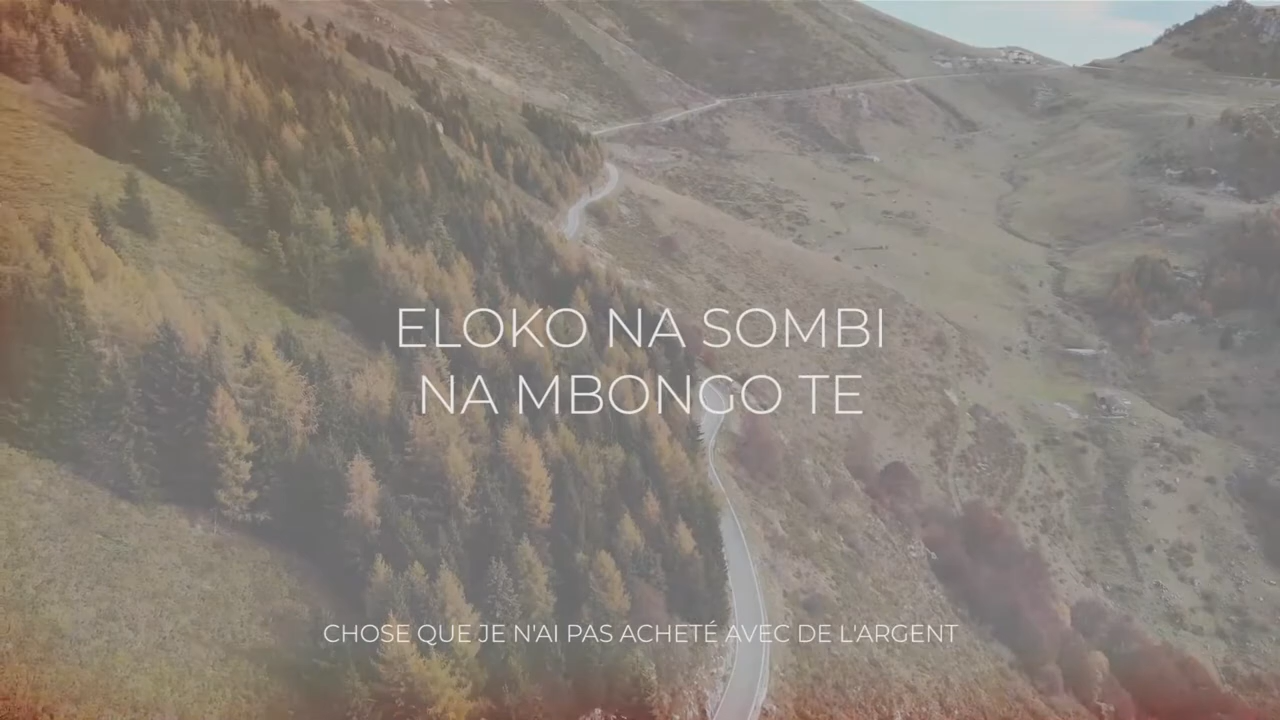 ELOKO NA SOMBI
NA MBONGO TE
CHOSE QUE JE N'AI PAS ACHETÉ AVEC DE L'ARGENT